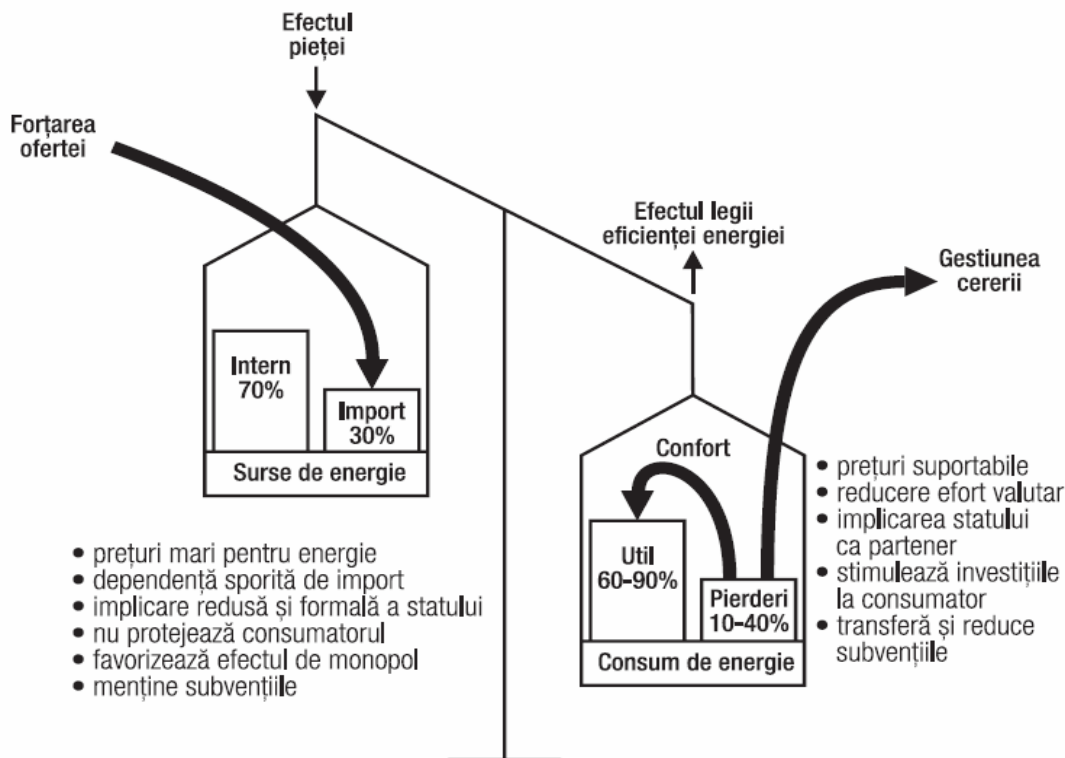 Efectul
pieței
Forțarea
ofertei
Efectul legii
eficienței energiei
Gestiunea
cererii
Intern
70%
Import
30%
Surse de energie
Confort
Util
60-90%
Pierderi
10-40%
Consum de energie
• prețuri mari pentru energie
• dependență sporită de import
• implicare redusă și formală a statului
• nu protejează consumatorul
• favorizează efectul de monopol
• menține subvențiile
• prețuri suportabile
• reducere efort valutar
• implicarea statului
ca partener
• stimulează investițiile
la consumator
• transferă și reduce
subvențiile